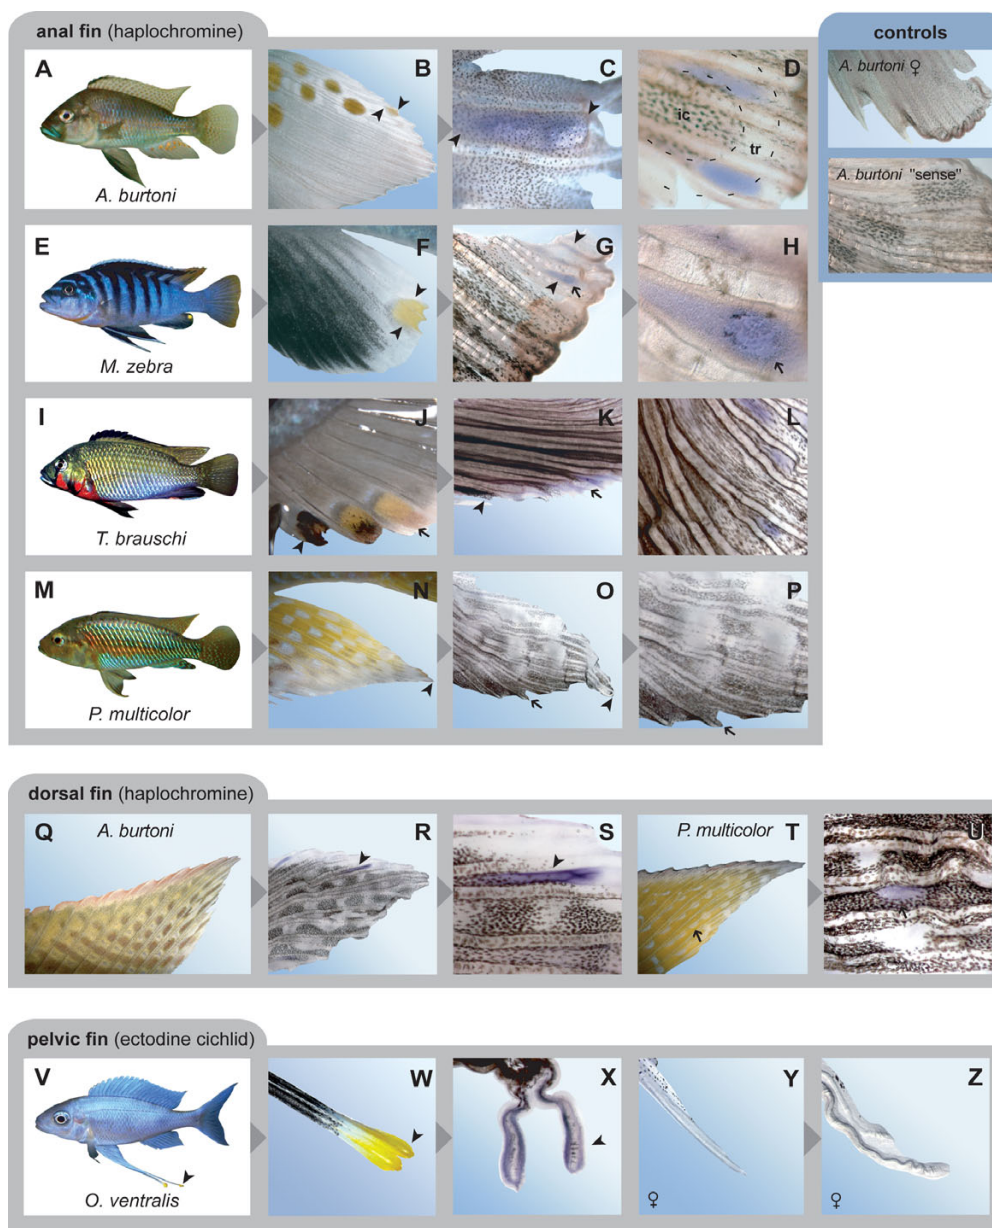 anal fin (haplochromine)
controls
A
B
C
D
A. burtoni ♀
ic
tr
A. burtoni
A. burtoni "sense"
E
F
G
H
M. zebra
I
J
K
L
T. brauschi
M
N
O
P
P. multicolor
dorsal fin (haplochromine)
Q A. burtoni
R
S
P. multicolor T
U
pelvic fin (ectodine cichlid)
V
W
X
Y
Z
O. ventralis
♀
♀